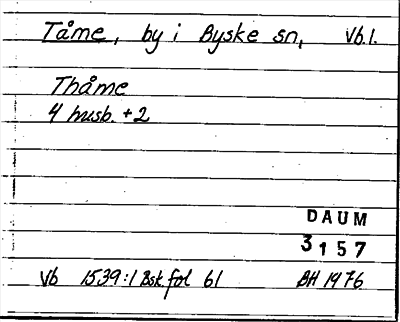 Tåme, by i Byske sn, Vb.l.
Thåme
4 husb. +2
DAUM
3157
Vb 1539:1 Bsk.fol 61 BH 1976